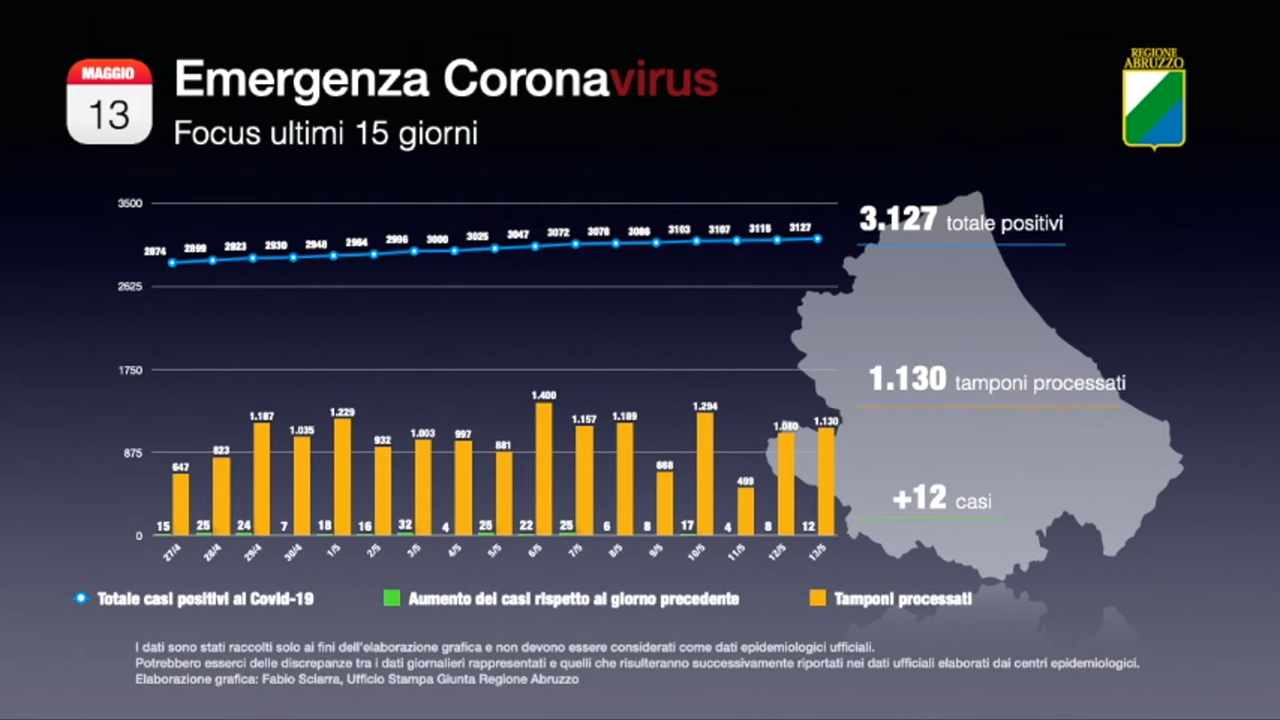 MAGGIO
13
Emergenza Coronavirus
Focus ultimi 15 giorni
REGIONE
ABRUZZO
3500
2874 2899 2923 2930 2948 2964 2996 3000 3025 3047 3072 3078 3086 3103 3107 3115 3127
3.127 totale positivi
2625
1750
1.130 tamponi processati
647 823 1.187 1.035 1.229 932 1.003 997 881 1.400 1.157 1.189 668 1.294 499 1.080 1.130
875
+12 casi
15 25 24 7 18 16 32 4 25 22 25 6 8 17 4 8 12
0
27/4 28/4 29/4 30/4 1/5 2/5 3/5 4/5 5/5 6/5 7/5 8/5 9/5 10/5 11/5 12/5 13/5
Totale casi positivi al Covid-19 Aumento dei casi rispetto al giorno precedente Tamponi processati
I dati sono stati raccolti solo ai fini dell'elaborazione grafica e non devono essere considerati come dati epidemiologici ufficiali.
Potrebbero esserci delle discrepanze tra i dati giornalieri rappresentati e quelli che risulteranno successivamente riportati nei dati ufficiali elaborati dai centri epidemiologici.
Elaborazione grafica: Fabio Sciarra, Ufficio Stampa Giunta Regione Abruzzo